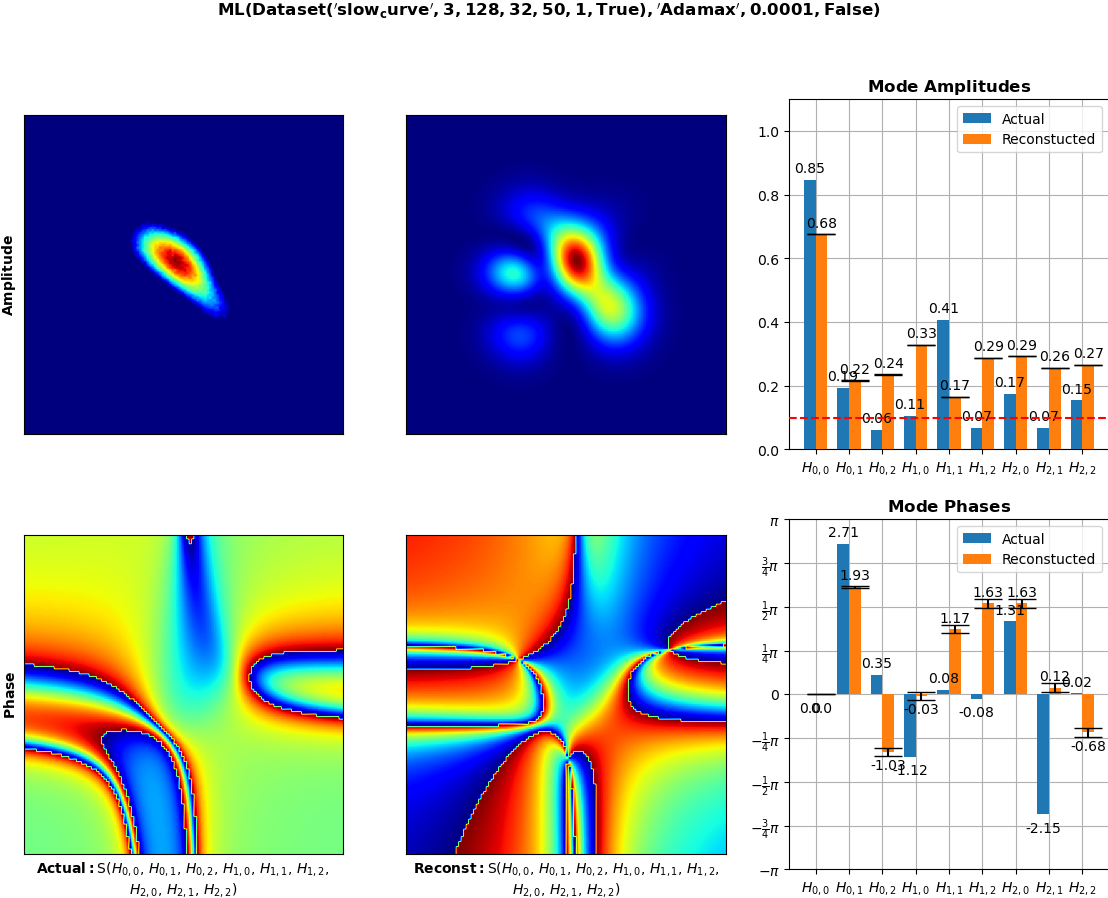 ML(Dataset('slow_curve', 3, 128, 32, 50, 1, True), 'Adamax', 0.0001, False)
Amplitude
Mode Amplitudes
Actual
Reconstucted
1.0
0.8
0.6
0.4
0.2
0.0
0.85
0.68
0.19
0.22
0.06
0.24
0.11
0.33
0.41
0.17
0.07
0.29
0.17
0.29
0.07
0.26
0.15
0.27
H0,0 H0,1 H0,2 H1,0 H1,1 H1,2 H2,0 H2,1 H2,2
Phase
Mode Phases
Actual
Reconstucted
π
3/4π
1/2π
1/4π
0
−1/4π
−1/2π
−3/4π
−π
0.0
0.0
2.71
1.93
0.35
-1.03
-1.12
-0.03
0.08
1.17
-0.08
1.63
1.31
1.63
-2.15
0.12
0.02
-0.68
H0,0 H0,1 H0,2 H1,0 H1,1 H1,2 H2,0 H2,1 H2,2
Actual: S(H0,0, H0,1, H0,2, H1,0, H1,1, H1,2,
H2,0, H2,1, H2,2)
Reconst: S(H0,0, H0,1, H0,2, H1,0, H1,1, H1,2,
H2,0, H2,1, H2,2)